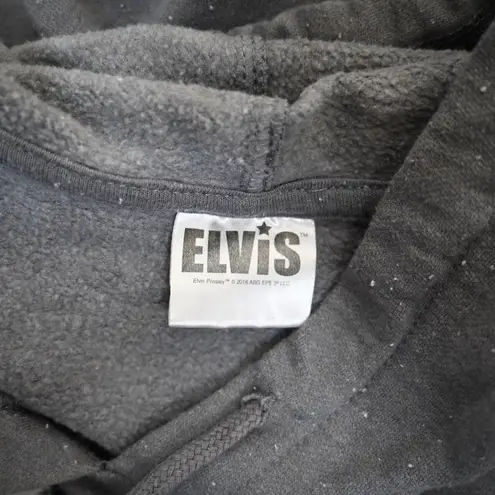 ELViS™
Elvis Presley™ © 2016 ABG EPE IP LLC